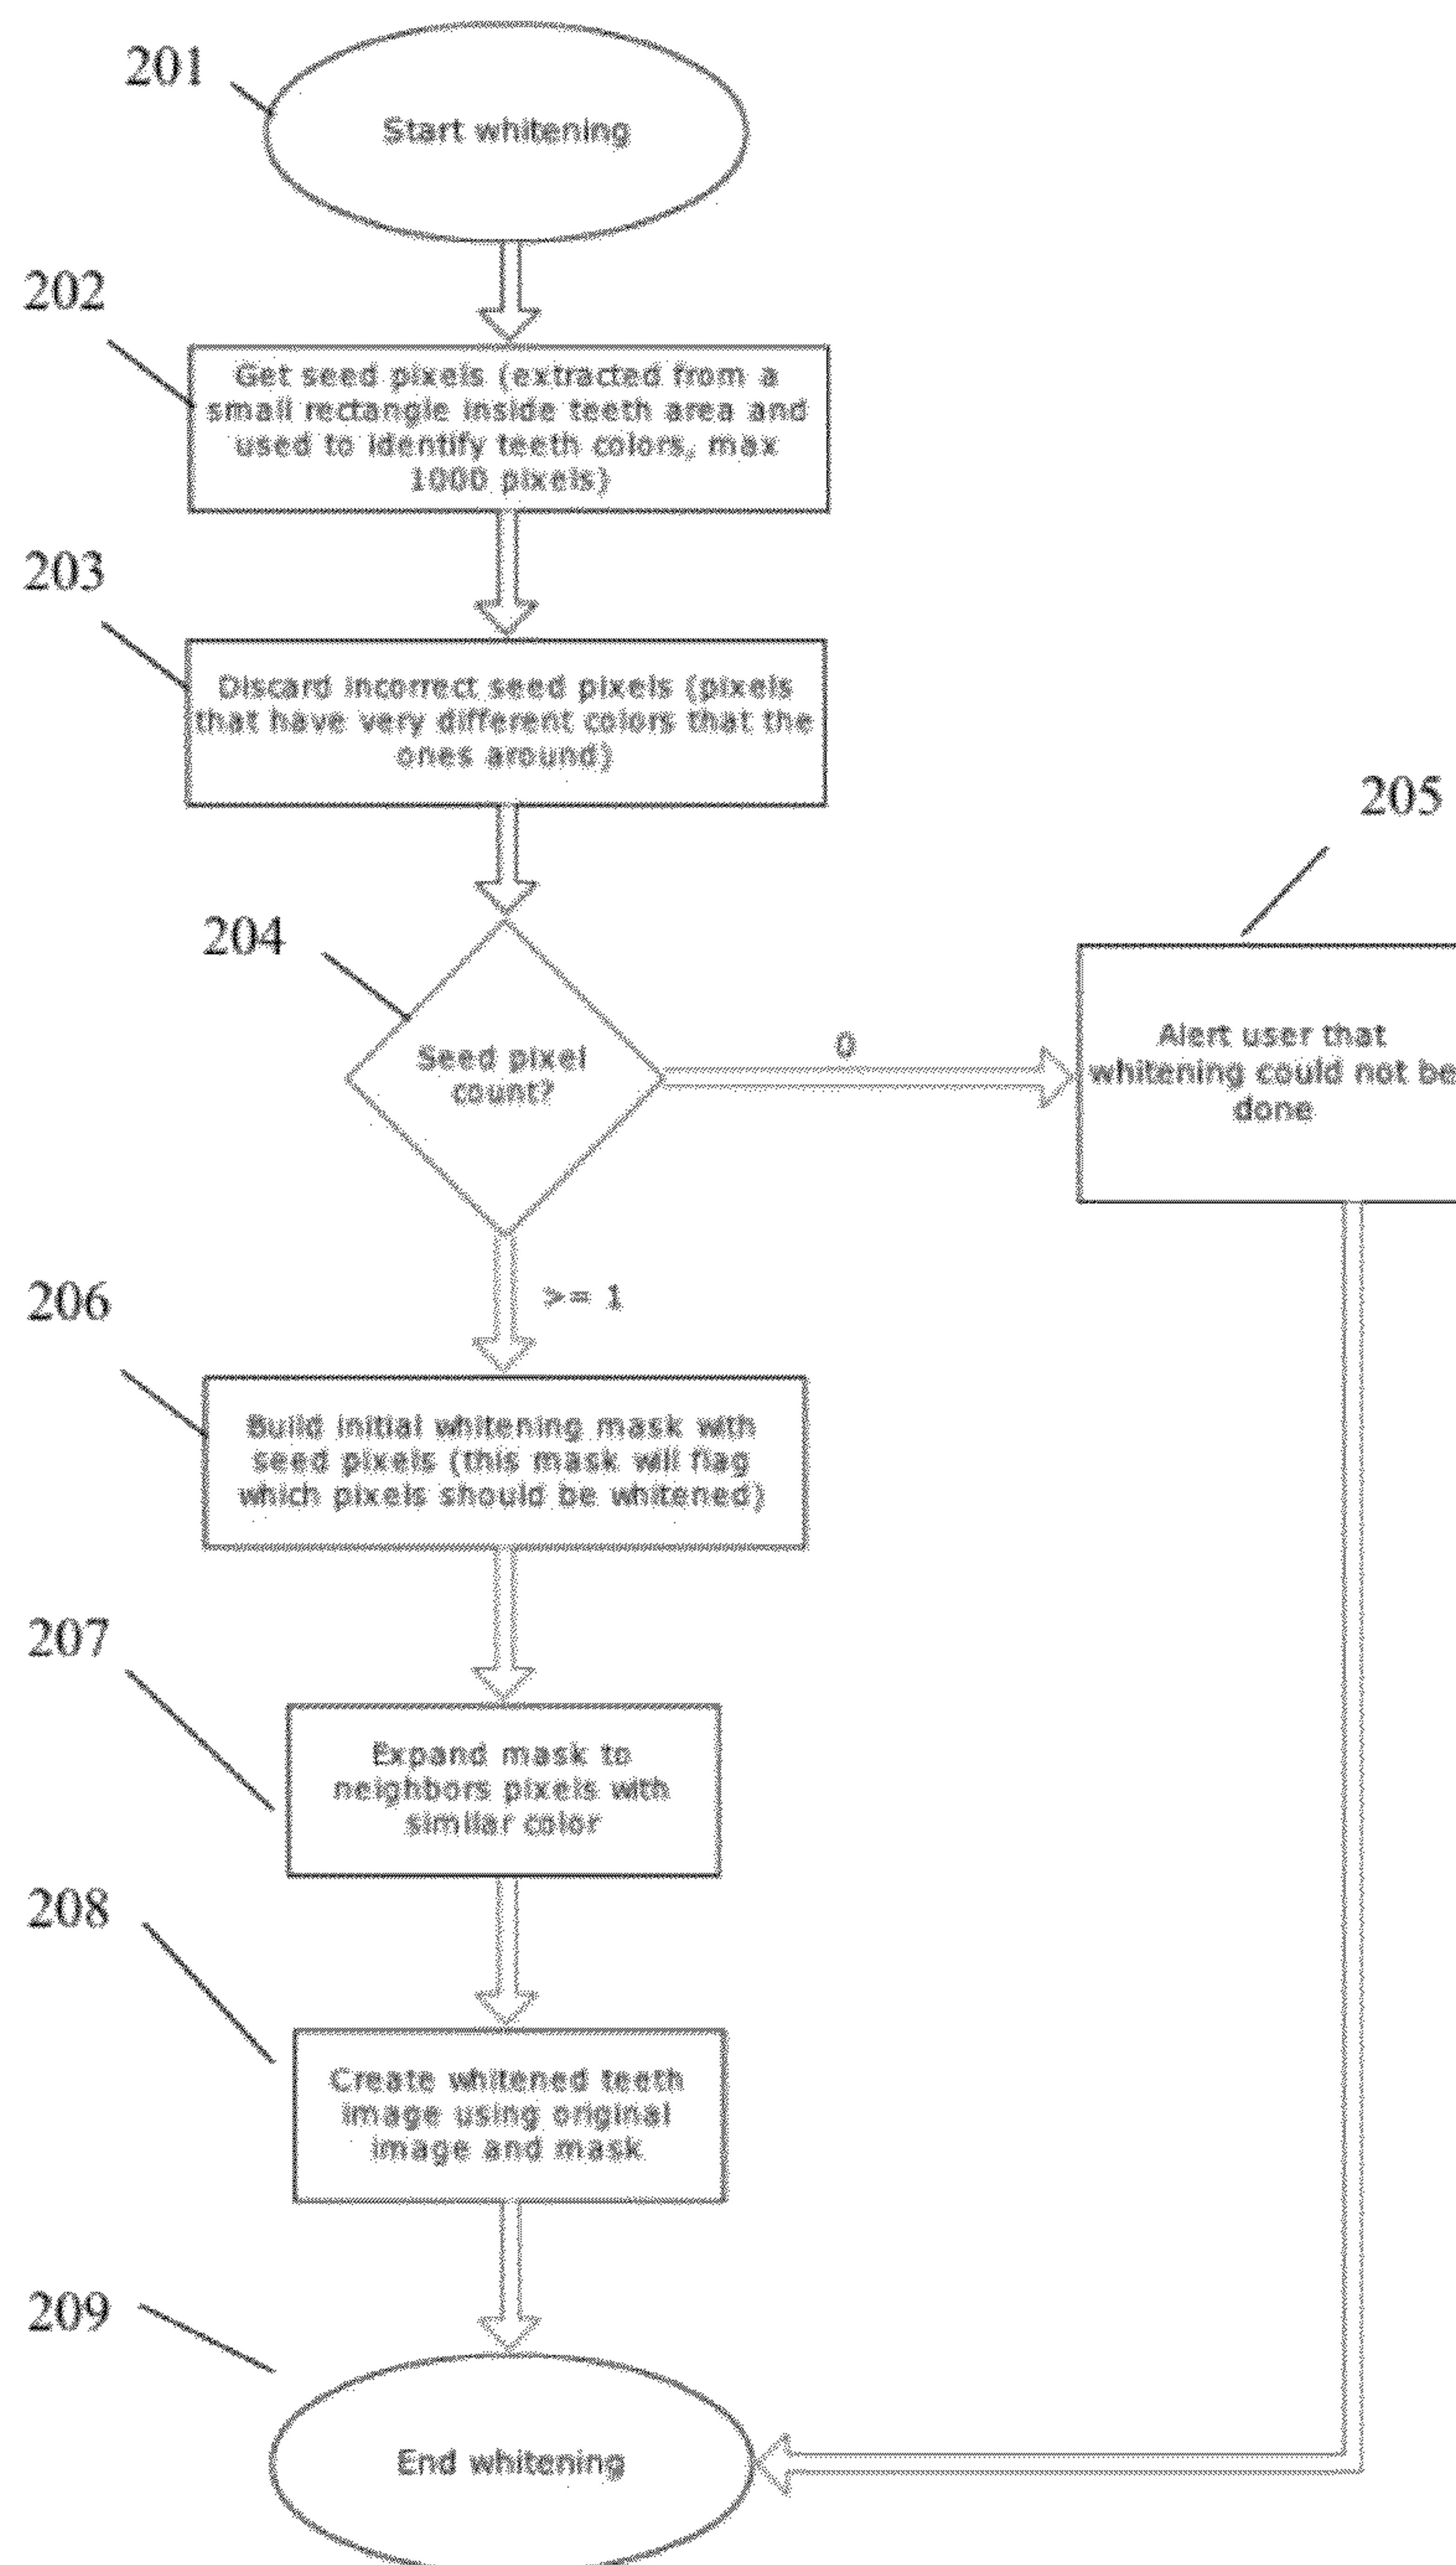 201
Start whitening
202
Get seed pixels (extracted from a
small rectangle inside teeth area and
used to identify teeth colors, max
1000 pixels)
203
Discard incorrect seed pixels (pixels
that have very different colors that the
ones around)
205
204
Seed pixel
count?
0
Alert user that
whitening could not be
done
>= 1
206
Build initial whitening mask with
seed pixels (this mask will flag
which pixels should be whitened)
207
Expand mask to
neighbors pixels with
similar color
208
Create whitened teeth
image using original
image and mask
209
End whitening